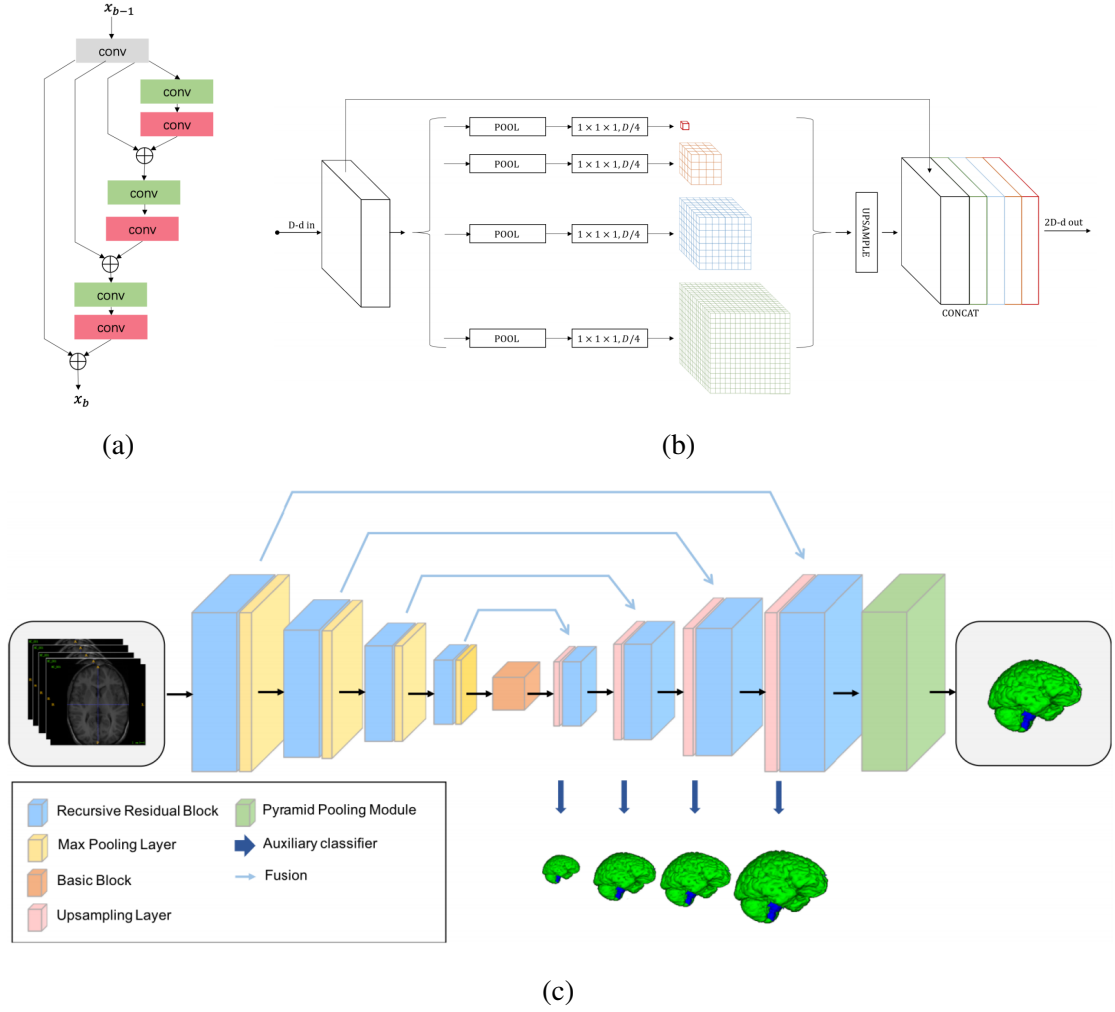 x_{b−1}
conv
conv
conv
conv
conv
conv
conv
x_b
(a)
D-d in
POOL
1 × 1 × 1, D/4
POOL
1 × 1 × 1, D/4
POOL
1 × 1 × 1, D/4
POOL
1 × 1 × 1, D/4
UPSAMPLE
CONCAT
2D-d out
(b)
Recursive Residual Block
Max Pooling Layer
Basic Block
Upsampling Layer
Pyramid Pooling Module
Auxiliary classifier
Fusion
(c)